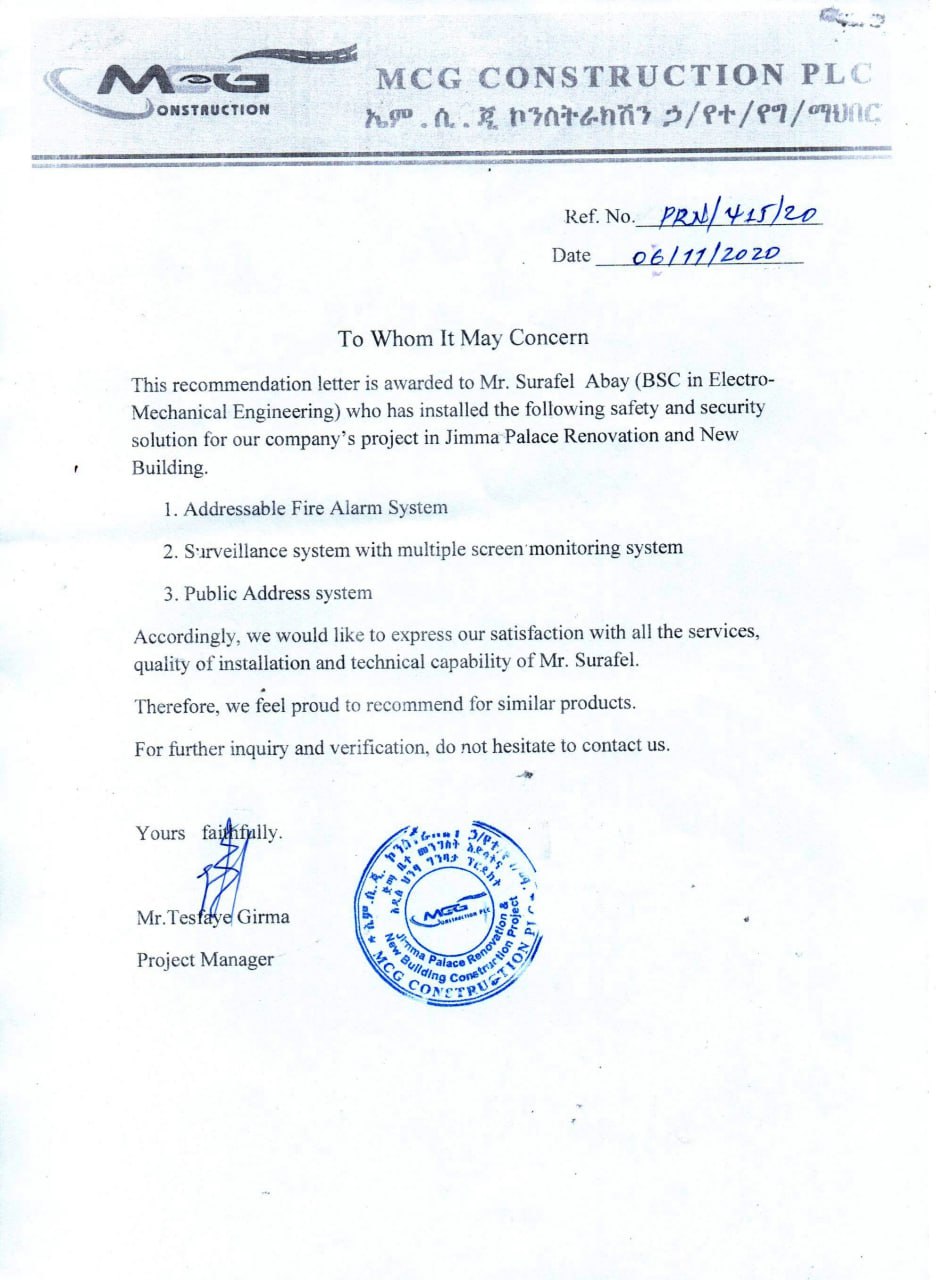 MCG
CONSTRUCTION
MCG CONSTRUCTION PLC
ኤም.ሲ.ጂ ኮንስትራክሽን ኃ/የተ/የግ/ማህበር
Ref. No. PRN/415/20
Date 06/11/2020
To Whom It May Concern
This recommendation letter is awarded to Mr. Surafel Abay (BSC in Electro-
Mechanical Engineering) who has installed the following safety and security
solution for our company's project in Jimma Palace Renovation and New
Building.
1. Addressable Fire Alarm System
2. Surveillance system with multiple screen monitoring system
3. Public Address system
Accordingly, we would like to express our satisfaction with all the services,
quality of installation and technical capability of Mr. Surafel.
Therefore, we feel proud to recommend for similar products.
For further inquiry and verification, do not hesitate to contact us.
Yours faithfully.
Mr.Tesfaye Girma
Project Manager
MCG
CONSTRUCTION PLC
Jimma Palace Renovation &
New Building Construction Project
MCG CONSTRUCTION PLC